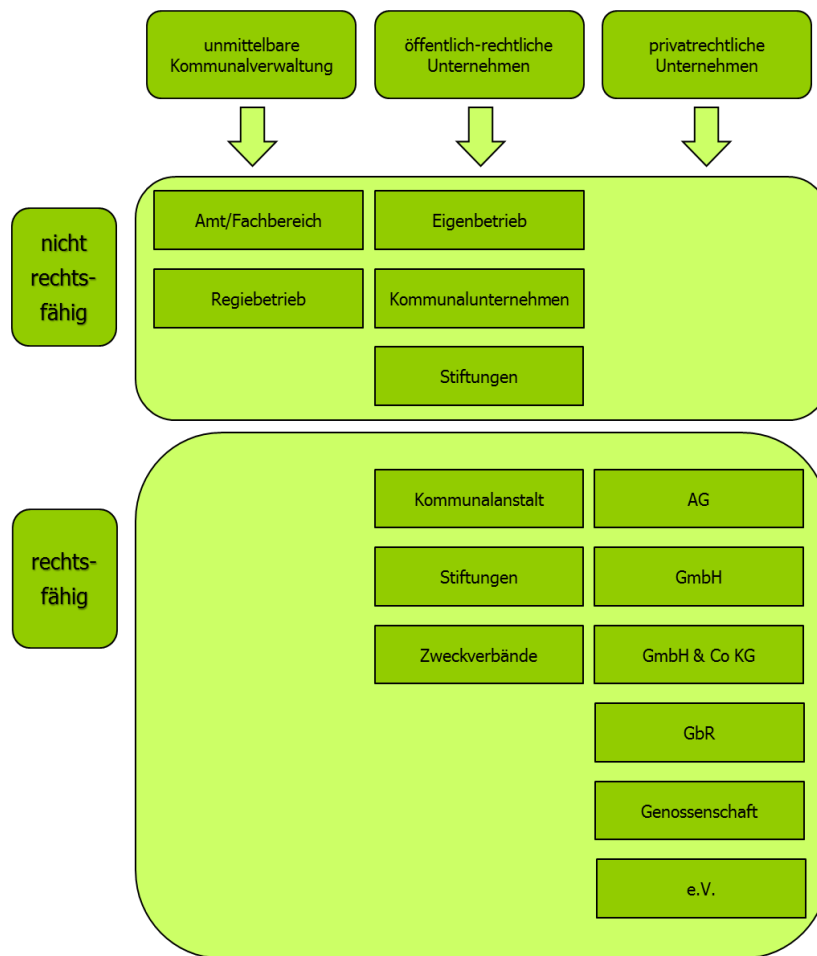 unmittelbare
Kommunalverwaltung
öffentlich-rechtliche
Unternehmen
privatrechtliche
Unternehmen
nicht
rechts-
fähig
Amt/Fachbereich
Eigenbetrieb
Regiebetrieb
Kommunalunternehmen
Stiftungen
rechts-
fähig
Kommunalanstalt
AG
Stiftungen
GmbH
Zweckverbände
GmbH & Co KG
GbR
Genossenschaft
e.V.